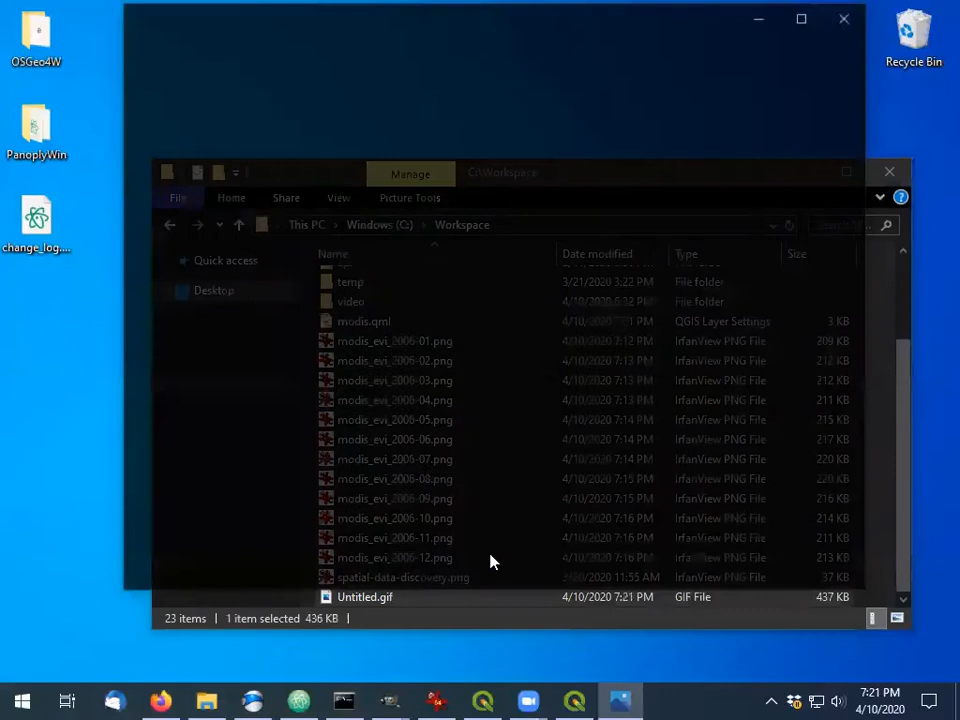 OSGeo4W
Recycle Bin
PanoplyWin
change_log....
Manage
C:\Workspace
File
Home
Share
View
Picture Tools
This PC
Windows (C:)
Workspace
Quick access
Desktop
Name
Date modified
Type
Size
temp
3/21/2020 3:22 PM
File folder
video
File folder
modis.qml
QGIS Layer Settings
3 KB
modis_evi_2006-01.png
4/10/2020 7:12 PM
IrfanView PNG File
209 KB
modis_evi_2006-02.png
4/10/2020 7:13 PM
IrfanView PNG File
212 KB
modis_evi_2006-03.png
4/10/2020 7:13 PM
IrfanView PNG File
212 KB
modis_evi_2006-04.png
4/10/2020 7:13 PM
IrfanView PNG File
211 KB
modis_evi_2006-05.png
4/10/2020 7:14 PM
IrfanView PNG File
215 KB
modis_evi_2006-06.png
4/10/2020 7:14 PM
IrfanView PNG File
217 KB
modis_evi_2006-07.png
4/10/2020 7:14 PM
IrfanView PNG File
220 KB
modis_evi_2006-08.png
4/10/2020 7:15 PM
IrfanView PNG File
220 KB
modis_evi_2006-09.png
4/10/2020 7:15 PM
IrfanView PNG File
216 KB
modis_evi_2006-10.png
4/10/2020 7:16 PM
IrfanView PNG File
214 KB
modis_evi_2006-11.png
4/10/2020 7:16 PM
IrfanView PNG File
213 KB
modis_evi_2006-12.png
4/10/2020 7:16 PM
IrfanView PNG File
213 KB
spatial-data-discovery.png
11:55 AM
IrfanView PNG File
37 KB
Untitled.gif
4/10/2020 7:21 PM
GIF File
437 KB
23 items
1 item selected 436 KB
7:21 PM
4/10/2020